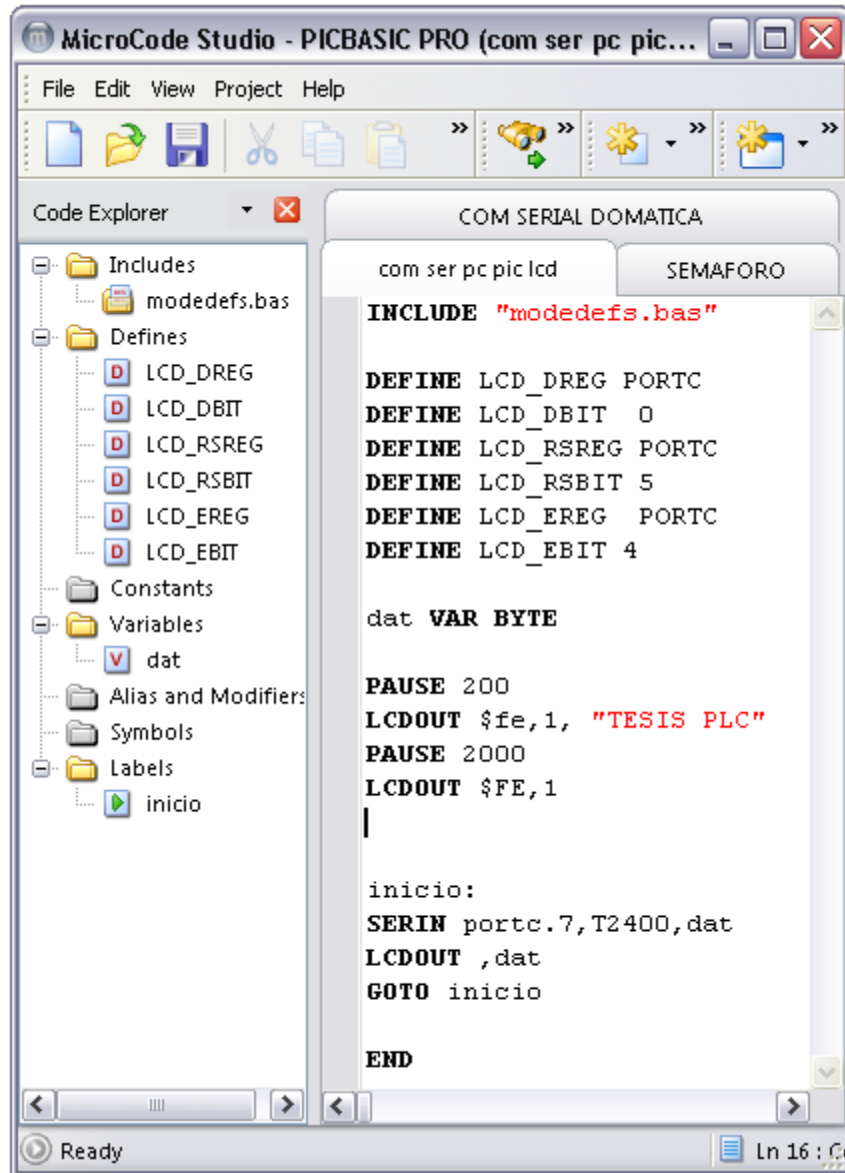 MicroCode Studio - PICBASIC PRO (com ser pc pic...
File Edit View Project Help
Code Explorer
Includes
modedefs.bas
Defines
D LCD_DREG
D LCD_DBIT
D LCD_RSREG
D LCD_RSBIT
D LCD_EREG
D LCD_EBIT
Constants
Variables
V dat
Alias and Modifiers
Symbols
Labels
inicio
COM SERIAL DOMATICA
com ser pc pic lcd SEMAFORO
INCLUDE "modedefs.bas"
DEFINE LCD_DREG PORTC
DEFINE LCD_DBIT 0
DEFINE LCD_RSREG PORTC
DEFINE LCD_RSBIT 5
DEFINE LCD_EREG PORTC
DEFINE LCD_EBIT 4
dat VAR BYTE
PAUSE 200
LCDOUT $fe,1, "TESIS PLC"
PAUSE 2000
LCDOUT $FE,1
inicio:
SERIN portc.7,T2400,dat
LCDOUT ,dat
GOTO inicio
END
Ready
Ln 16 :